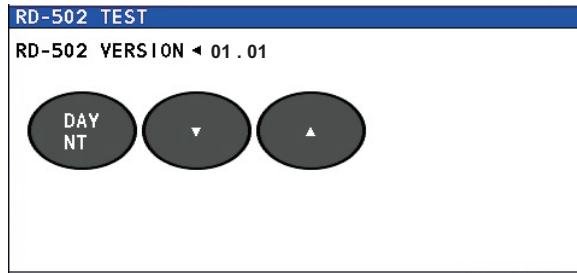 RD-502 TEST
RD-502 VERSION ◄ 01.01
DAY
NT
▼
▲